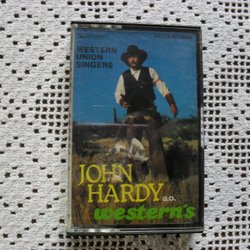 WESTERN
UNION
SINGERS
JOHN
HARDY a.o.
western's